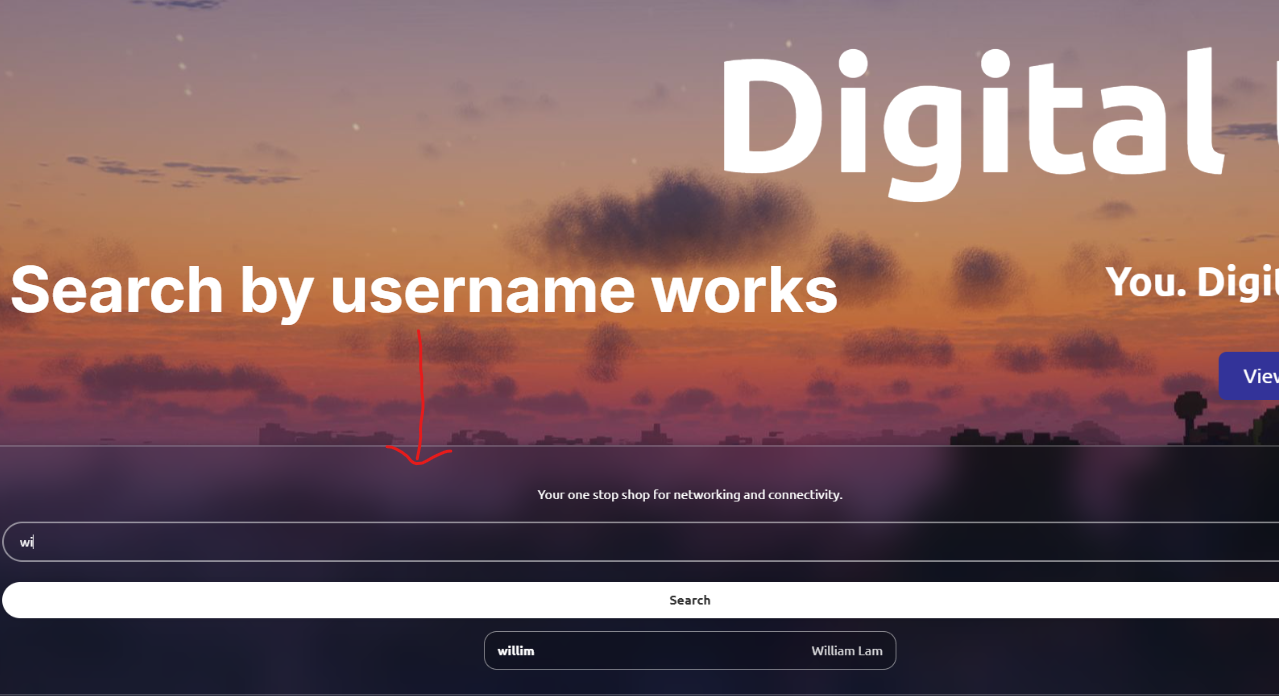 Digital
Search by username works
You. Digit
View
Your one stop shop for networking and connectivity.
wi
Search
willim William Lam